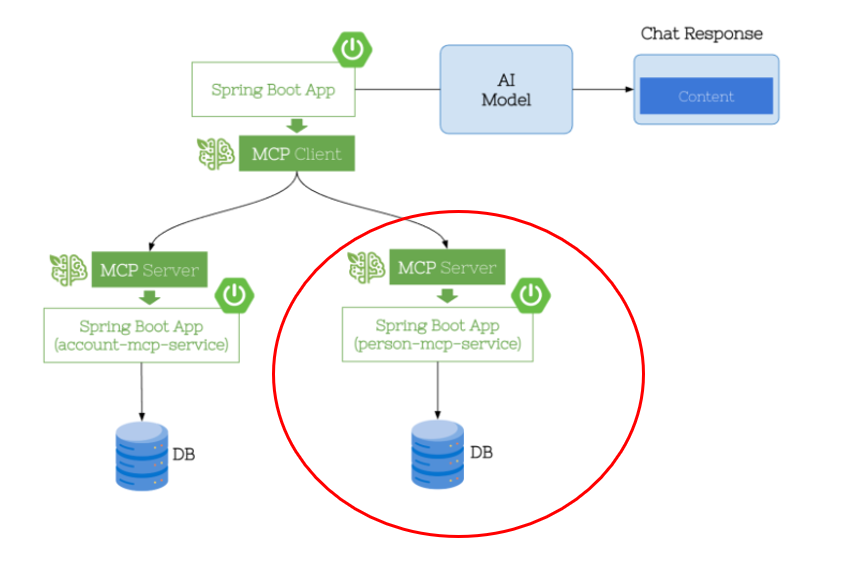 Chat Response
Spring Boot App
AI
Model
Content
MCP Client
MCP Server
Spring Boot App
(account-mcp-service)
DB
MCP Server
Spring Boot App
(person-mcp-service)
DB